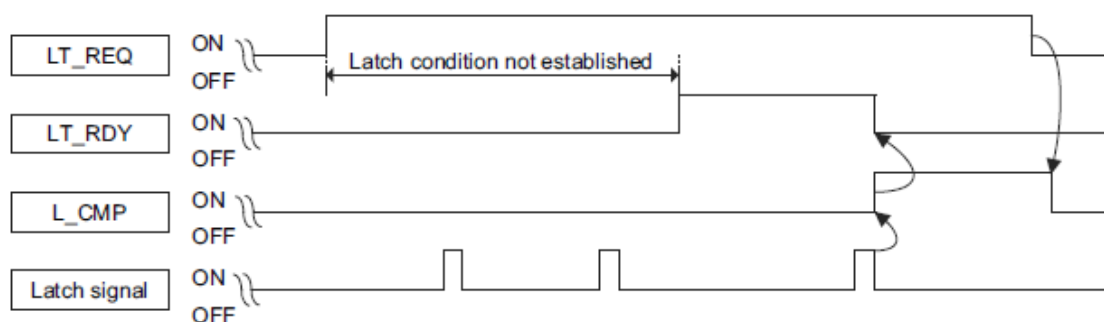 LT_REQ
ON
OFF
Latch condition not established
LT_RDY
ON
OFF
L_CMP
ON
OFF
Latch signal
ON
OFF